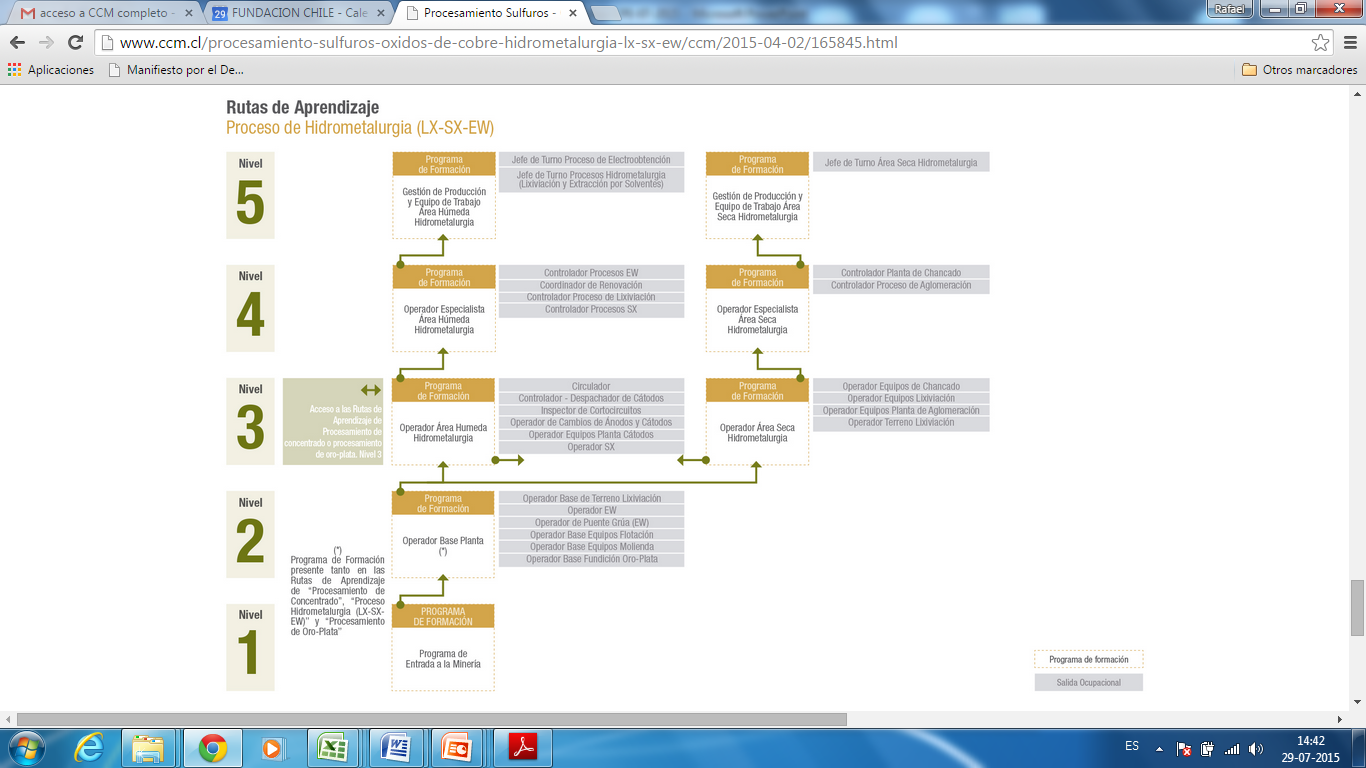 acceso a CCM completo -
29 FUNDACION CHILE - Cale
Procesamiento Sulfuros -
Rafael
www.ccm.cl/procesamiento-sulfuros-oxidos-de-cobre-hidrometalurgia-lx-sx-ew/ccm/2015-04-02/165845.html
Aplicaciones
Manifiesto por el De...
Otros marcadores
Rutas de Aprendizaje
Proceso de Hidrometalurgia (LX-SX-EW)
Nivel
5
Programa
de Formación
Gestión de Producción
y Equipo de Trabajo
Área Húmeda
Hidrometalurgia
Jefe de Turno Proceso de Electroobtención
Jefe de Turno Procesos Hidrometalurgia
(Lixiviación y Extracción por Solventes)
Programa
de Formación
Gestión de Producción y
Equipo de Trabajo Área
Seca Hidrometalurgia
Jefe de Turno Área Seca Hidrometalurgia
Nivel
4
Programa
de Formación
Operador Especialista
Área Húmeda
Hidrometalurgia
Controlador Procesos EW
Coordinador de Renovación
Controlador Proceso de Lixiviación
Controlador Procesos SX
Programa
de Formación
Operador Especialista
Área Seca
Hidrometalurgia
Controlador Planta de Chancado
Controlador Proceso de Aglomeración
Nivel
3
Acceso a las Rutas de
Aprendizaje de
Procesamiento de
concentrado o procesamiento
de oro-plata. Nivel 3
Programa
de Formación
Operador Área Humeda
Hidrometalurgia
Circulador
Controlador - Despachador de Cátodos
Inspector de Cortocircuitos
Operador de Cambios de Ánodos y Cátodos
Operador Equipos Planta Cátodos
Operador SX
Programa
de Formación
Operador Área Seca
Hidrometalurgia
Operador Equipos de Chancado
Operador Equipos Lixiviación
Operador Equipos Planta de Aglomeración
Operador Terreno Lixiviación
Nivel
2
(*)
Programa de Formación
presente tanto en las
Rutas de Aprendizaje
de “Procesamiento de
Concentrado”, “Proceso
Hidrometalurgia (LX-SX-
EW)” y “Procesamiento
de Oro-Plata”
Programa
de Formación
Operador Base Planta
(*)
Operador Base de Terreno Lixiviación
Operador EW
Operador de Puente Grúa (EW)
Operador Base Equipos Flotación
Operador Base Equipos Molienda
Operador Base Fundición Oro-Plata
Nivel
1
PROGRAMA
DE FORMACIÓN
Programa de
Entrada a la Minería
Programa de formación
Salida Ocupacional
ES
14:42
29-07-2015